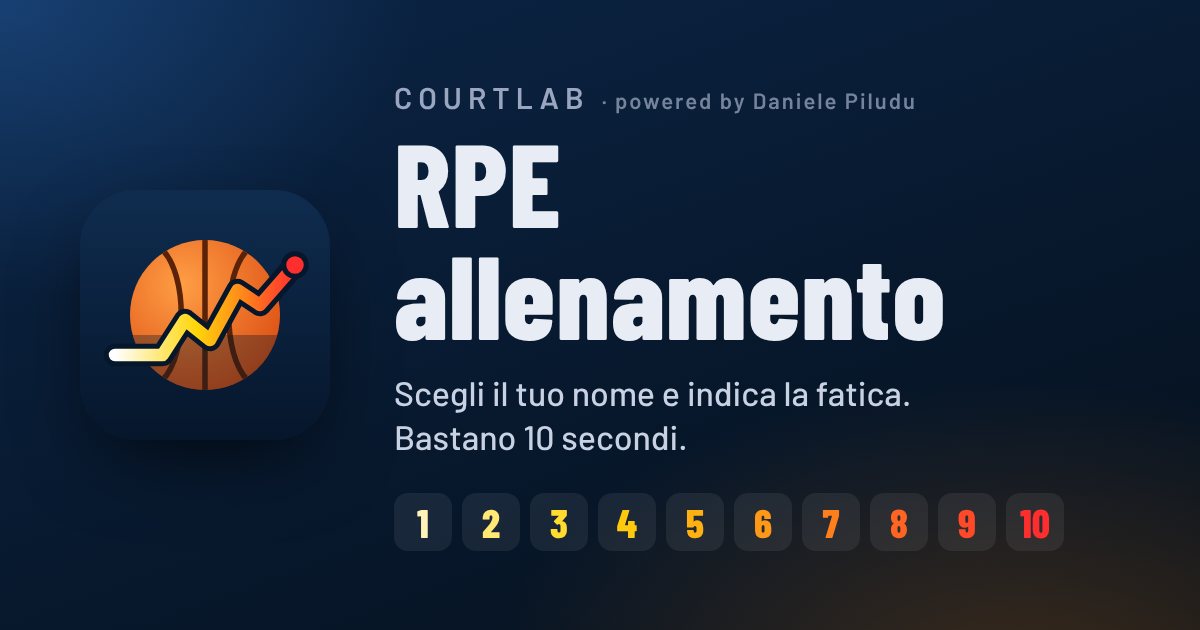 COURTLAB · powered by Daniele Piludu
RPE
allenamento
Scegli il tuo nome e indica la fatica.
Bastano 10 secondi.
1 2 3 4 5 6 7 8 9 10